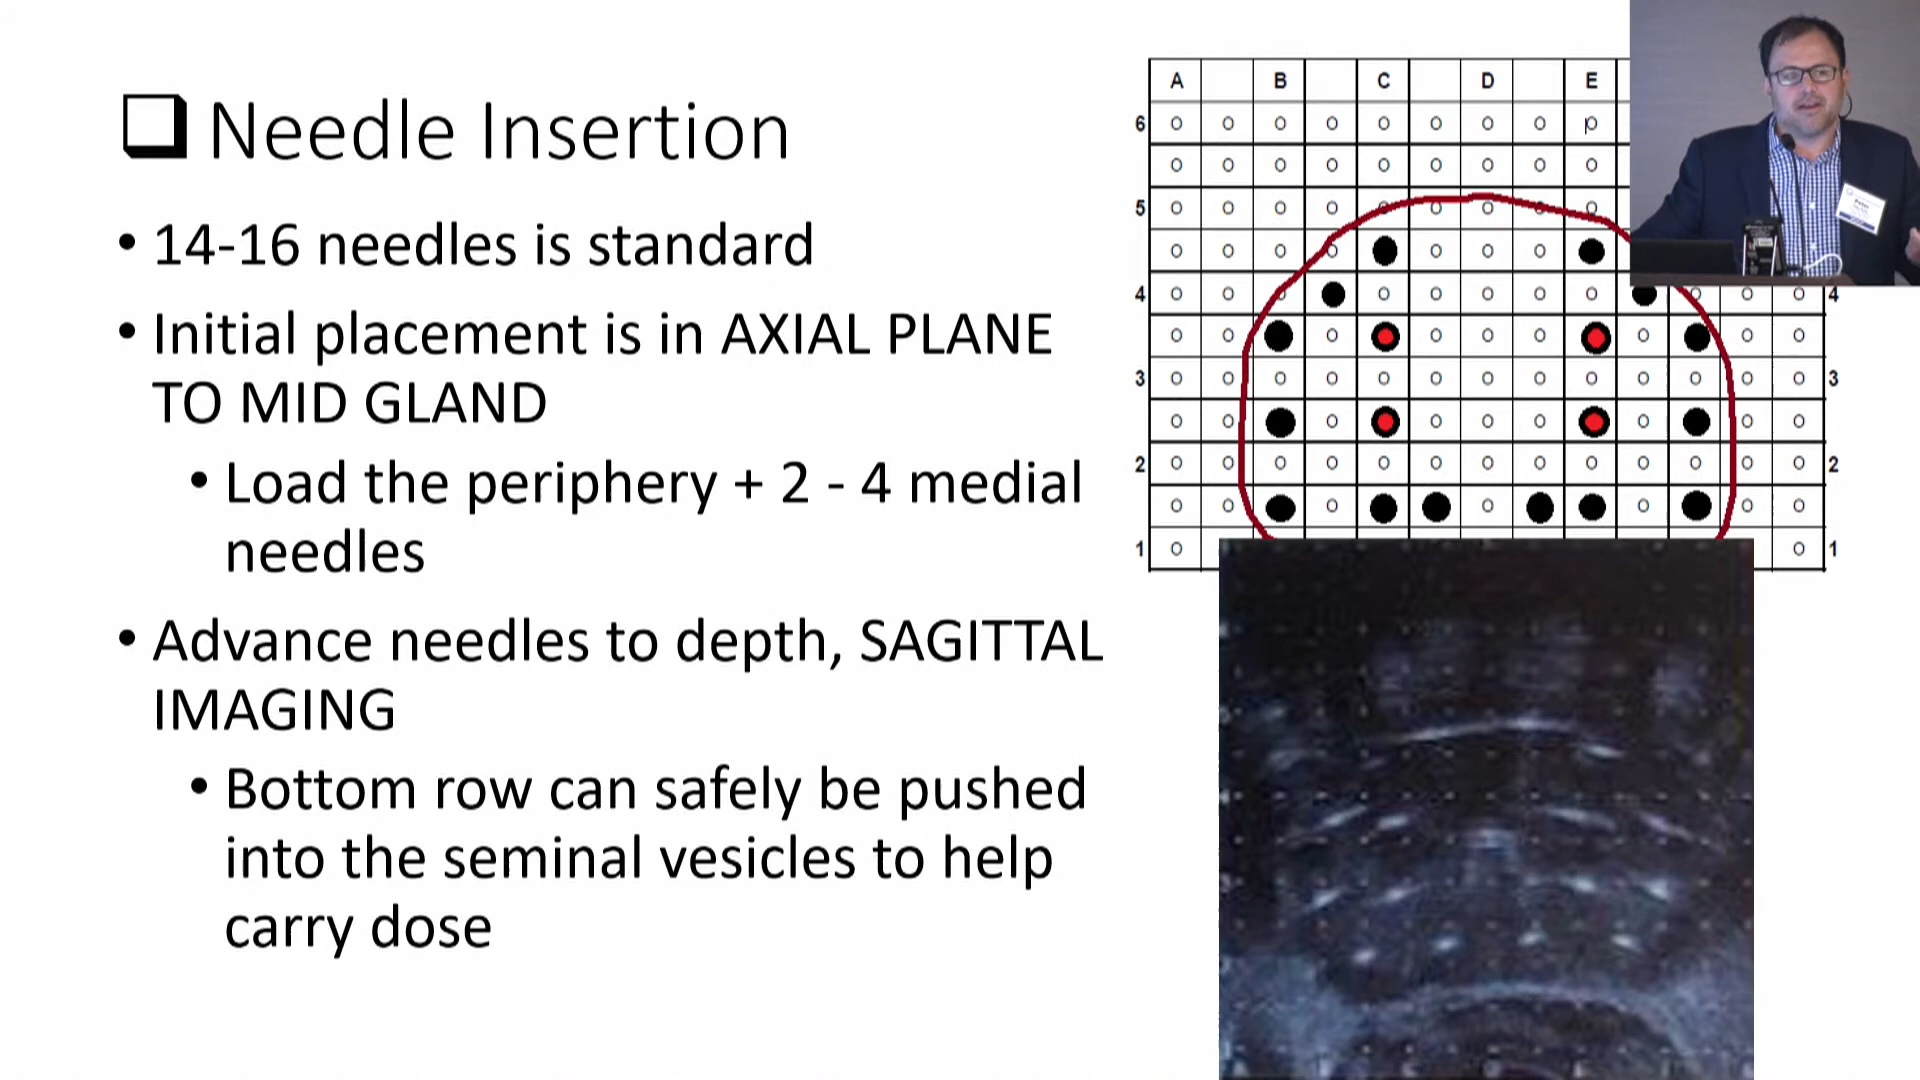 Needle Insertion
• 14-16 needles is standard
• Initial placement is in AXIAL PLANE
TO MID GLAND
• Load the periphery + 2 - 4 medial
needles
• Advance needles to depth, SAGITTAL
IMAGING
• Bottom row can safely be pushed
into the seminal vesicles to help
carry dose
A B C D E
6
5
4 4
3 3
2 2
1 1
Peter